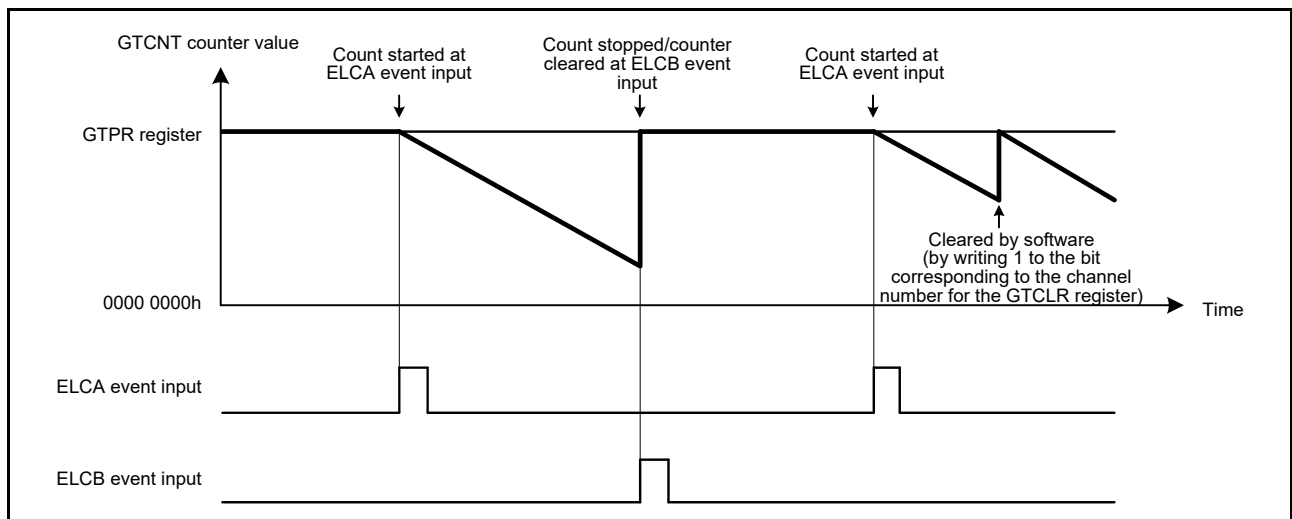 GTCNT counter value
Count started at
ELCA event input
Count stopped/counter
cleared at ELCB event
input
Count started at
ELCA event input
GTPR register
Cleared by software
(by writing 1 to the bit
corresponding to the channel
number for the GTCLR register)
0000 0000h
Time
ELCA event input
ELCB event input